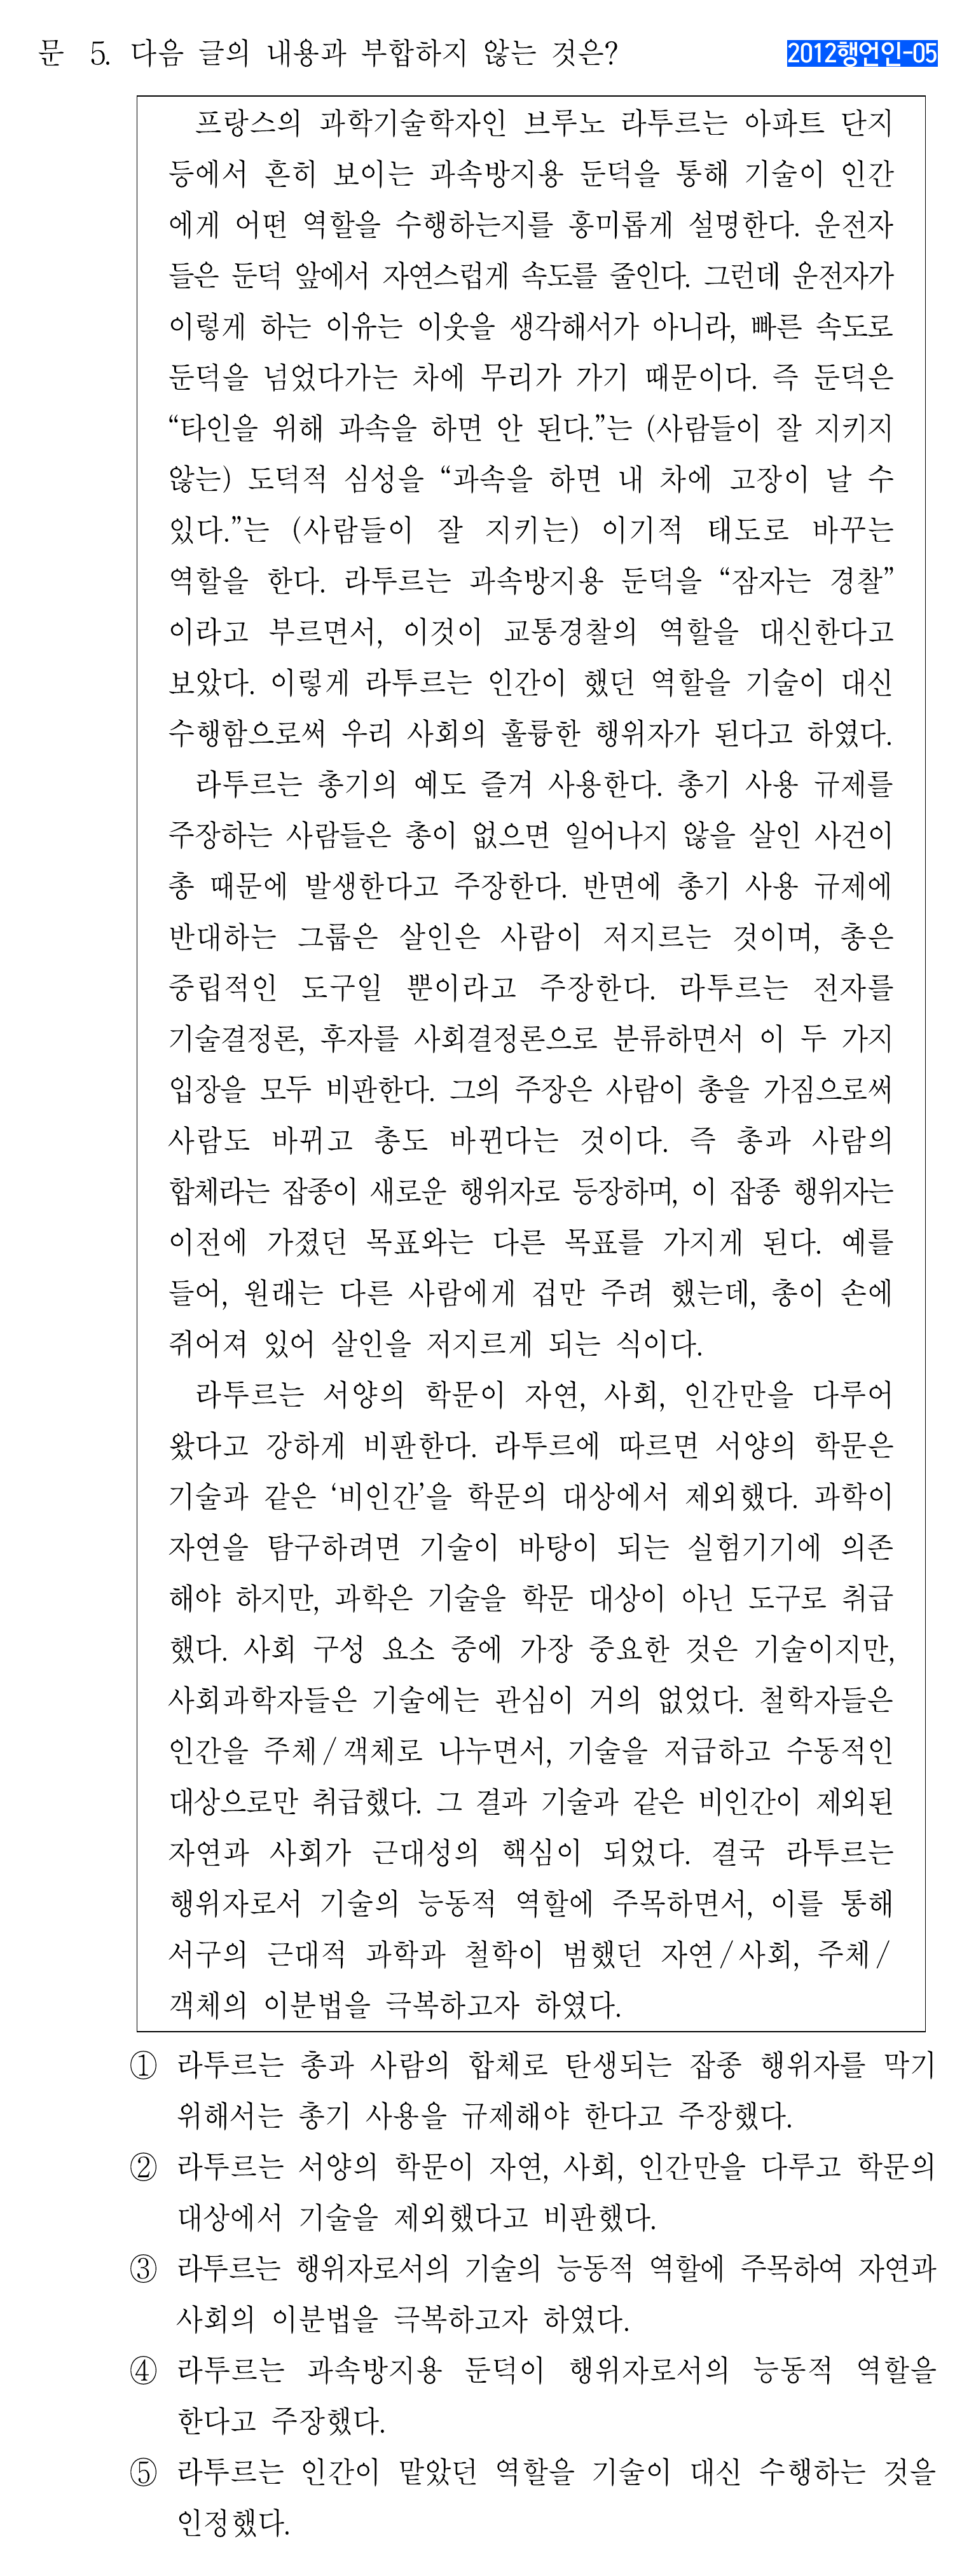 문 5. 다음 글의 내용과 부합하지 않는 것은?
2012행언인-05
프랑스의 과학기술학자인 브루노 라투르는 아파트 단지
등에서 흔히 보이는 과속방지용 둔덕을 통해 기술이 인간
에게 어떤 역할을 수행하는지를 흥미롭게 설명한다. 운전자
들은 둔덕 앞에서 자연스럽게 속도를 줄인다. 그런데 운전자가
이렇게 하는 이유는 이웃을 생각해서가 아니라, 빠른 속도로
둔덕을 넘었다가는 차에 무리가 가기 때문이다. 즉 둔덕은
“타인을 위해 과속을 하면 안 된다.”는 (사람들이 잘 지키지
않는) 도덕적 심성을 “과속을 하면 내 차에 고장이 날 수
있다.”는 (사람들이 잘 지키는) 이기적 태도로 바꾸는
역할을 한다. 라투르는 과속방지용 둔덕을 “잠자는 경찰”
이라고 부르면서, 이것이 교통경찰의 역할을 대신한다고
보았다. 이렇게 라투르는 인간이 했던 역할을 기술이 대신
수행함으로써 우리 사회의 훌륭한 행위자가 된다고 하였다.
라투르는 총기의 예도 즐겨 사용한다. 총기 사용 규제를
주장하는 사람들은 총이 없으면 일어나지 않을 살인 사건이
총 때문에 발생한다고 주장한다. 반면에 총기 사용 규제에
반대하는 그룹은 살인은 사람이 저지르는 것이며, 총은
중립적인 도구일 뿐이라고 주장한다. 라투르는 전자를
기술결정론, 후자를 사회결정론으로 분류하면서 이 두 가지
입장을 모두 비판한다. 그의 주장은 사람이 총을 가짐으로써
사람도 바뀌고 총도 바뀐다는 것이다. 즉 총과 사람의
합체라는 잡종이 새로운 행위자로 등장하며, 이 잡종 행위자는
이전에 가졌던 목표와는 다른 목표를 가지게 된다. 예를
들어, 원래는 다른 사람에게 겁만 주려 했는데, 총이 손에
쥐어져 있어 살인을 저지르게 되는 식이다.
라투르는 서양의 학문이 자연, 사회, 인간만을 다루어
왔다고 강하게 비판한다. 라투르에 따르면 서양의 학문은
기술과 같은 ‘비인간’을 학문의 대상에서 제외했다. 과학이
자연을 탐구하려면 기술이 바탕이 되는 실험기기에 의존
해야 하지만, 과학은 기술을 학문 대상이 아닌 도구로 취급
했다. 사회 구성 요소 중에 가장 중요한 것은 기술이지만,
사회과학자들은 기술에는 관심이 거의 없었다. 철학자들은
인간을 주체/객체로 나누면서, 기술을 저급하고 수동적인
대상으로만 취급했다. 그 결과 기술과 같은 비인간이 제외된
자연과 사회가 근대성의 핵심이 되었다. 결국 라투르는
행위자로서 기술의 능동적 역할에 주목하면서, 이를 통해
서구의 근대적 과학과 철학이 범했던 자연/사회, 주체/
객체의 이분법을 극복하고자 하였다.
① 라투르는 총과 사람의 합체로 탄생되는 잡종 행위자를 막기
위해서는 총기 사용을 규제해야 한다고 주장했다.
② 라투르는 서양의 학문이 자연, 사회, 인간만을 다루고 학문의
대상에서 기술을 제외했다고 비판했다.
③ 라투르는 행위자로서의 기술의 능동적 역할에 주목하여 자연과
사회의 이분법을 극복하고자 하였다.
④ 라투르는 과속방지용 둔덕이 행위자로서의 능동적 역할을
한다고 주장했다.
⑤ 라투르는 인간이 맡았던 역할을 기술이 대신 수행하는 것을
인정했다.